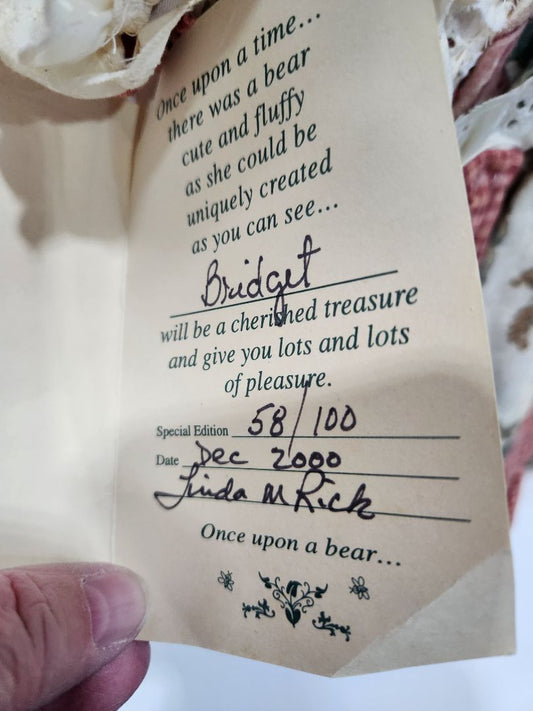 Once upon a time...
there was a bear
cute and fluffy
as she could be
uniquely created
as you can see...
Bridget
will be a cherished treasure
and give you lots and lots
of pleasure.
Special Edition 58/100
Date Dec 2000
Linda M Rick
Once upon a bear...